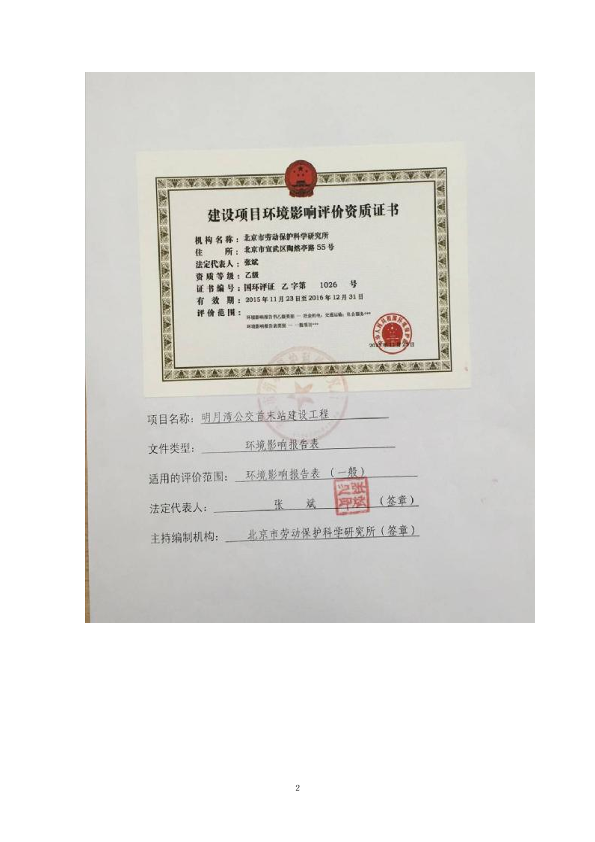 建设项目环境影响评价资质证书
机构名称：北京市劳动保护科学研究所
住　　所：北京市宣武区陶然亭路55号
法定代表人：张斌
资质等级：乙级
证书编号：国环评证 乙字第 1026 号
有 效 期：2015年11月23日至2016年12月31日
评价范围：
项目名称：明月湾公交首末站建设工程
文件类型：环境影响报告表
适用的评价范围：环境影响报告表（一般）
法定代表人：张 斌（签章）
主持编制机构：北京市劳动保护科学研究所（签章）
2